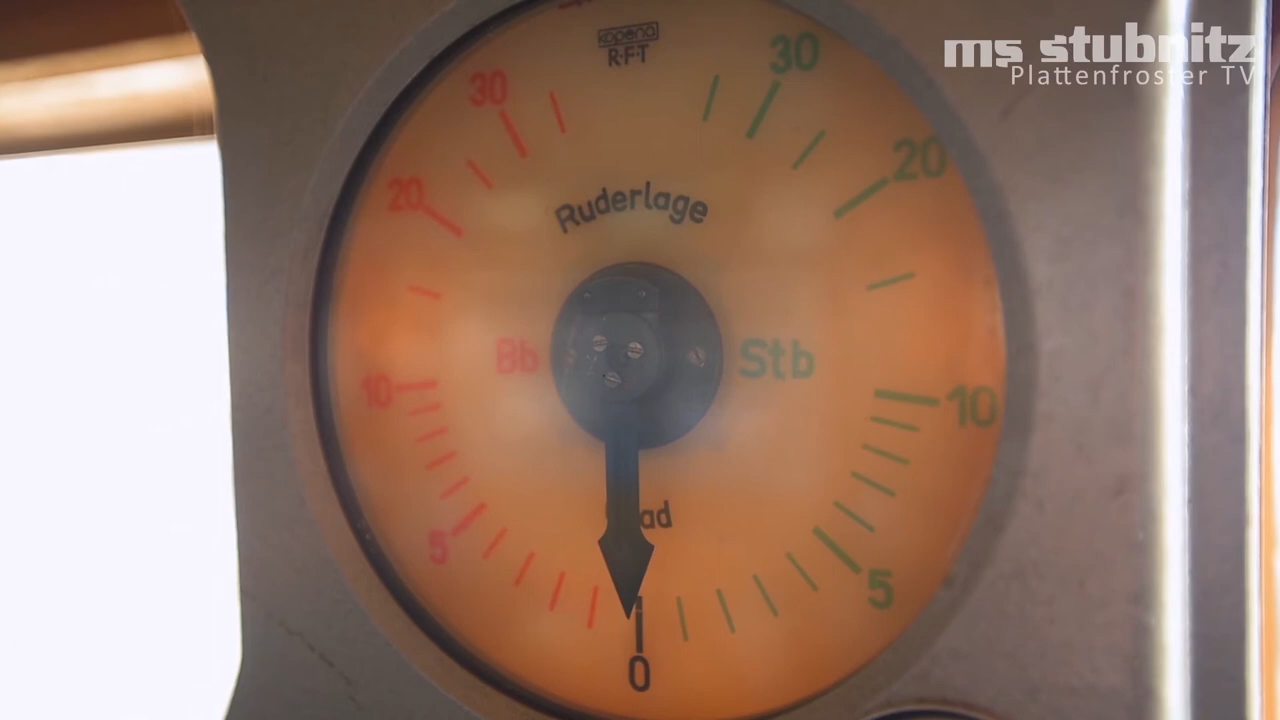 ms stubnitz
Plattenfroster TV
kopena
R·F·T
30
30
20
20
Ruderlage
Bb
Stb
10
10
5
5
0